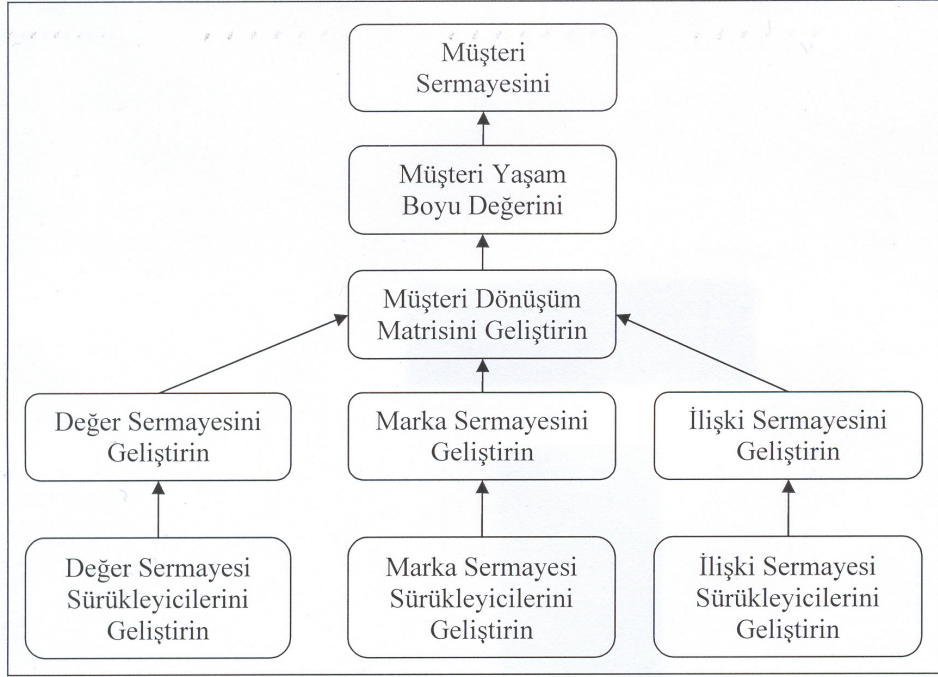 Müşteri
Sermayesini
Müşteri Yaşam
Boyu Değerini
Müşteri Dönüşüm
Matrisini Geliştirin
Değer Sermayesini
Geliştirin
Marka Sermayesini
Geliştirin
İlişki Sermayesini
Geliştirin
Değer Sermayesi
Sürükleyicilerini
Geliştirin
Marka Sermayesi
Sürükleyicilerini
Geliştirin
İlişki Sermayesi
Sürükleyicilerini
Geliştirin